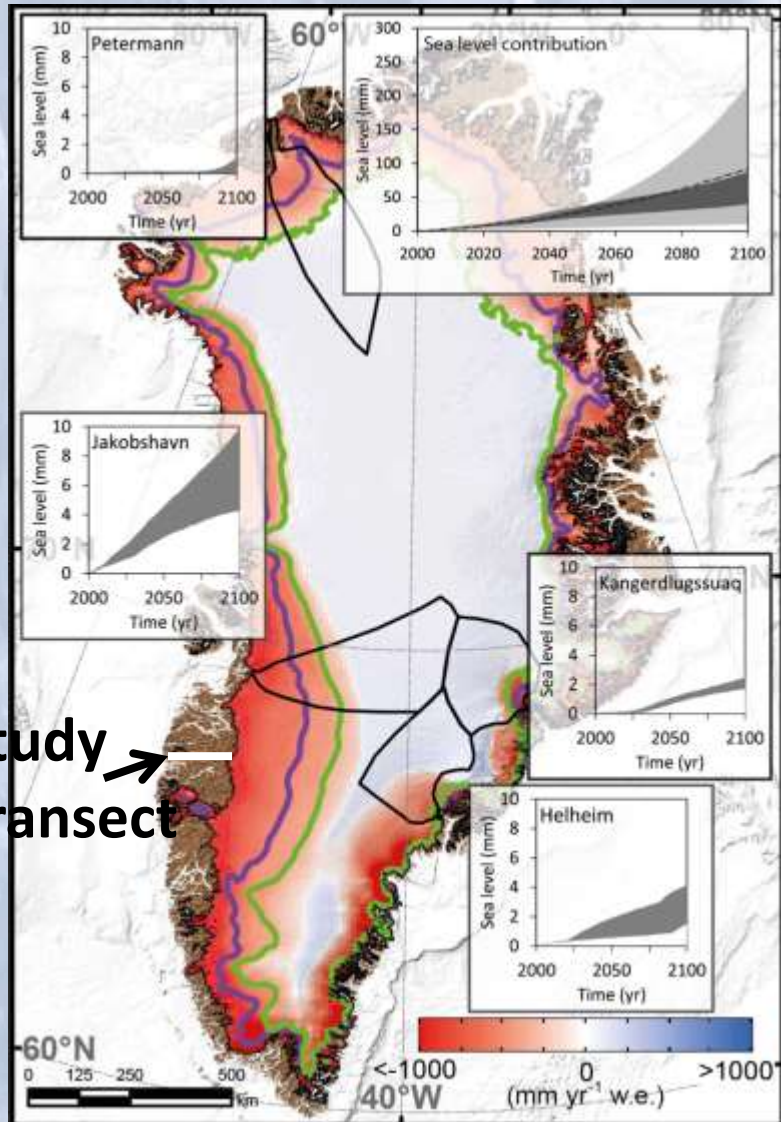 80°W
60°
20°W
0°
80°N
Petermann
Sea level (mm)
10
8
6
4
2
0
2000 2050 2100
Time (yr)
Sea level contribution
Sea level (mm)
300
250
200
150
100
50
0
2000 2020 2040 2060 2080 2100
Time (yr)
Jakobshavn
Sea level (mm)
10
8
6
4
2
0
2000 2050 2100
Time (yr)
Kangerdlugssuaq
Sea level (mm)
10
8
6
4
2
0
2000 2050 2100
Time (yr)
tudy
ransect
Helheim
Sea level (mm)
10
8
6
4
2
0
2000 2050 2100
Time (yr)
60°N
0 125 250 500
km
40°W
<-1000 0 >1000
(mm yr⁻¹ w.e.)